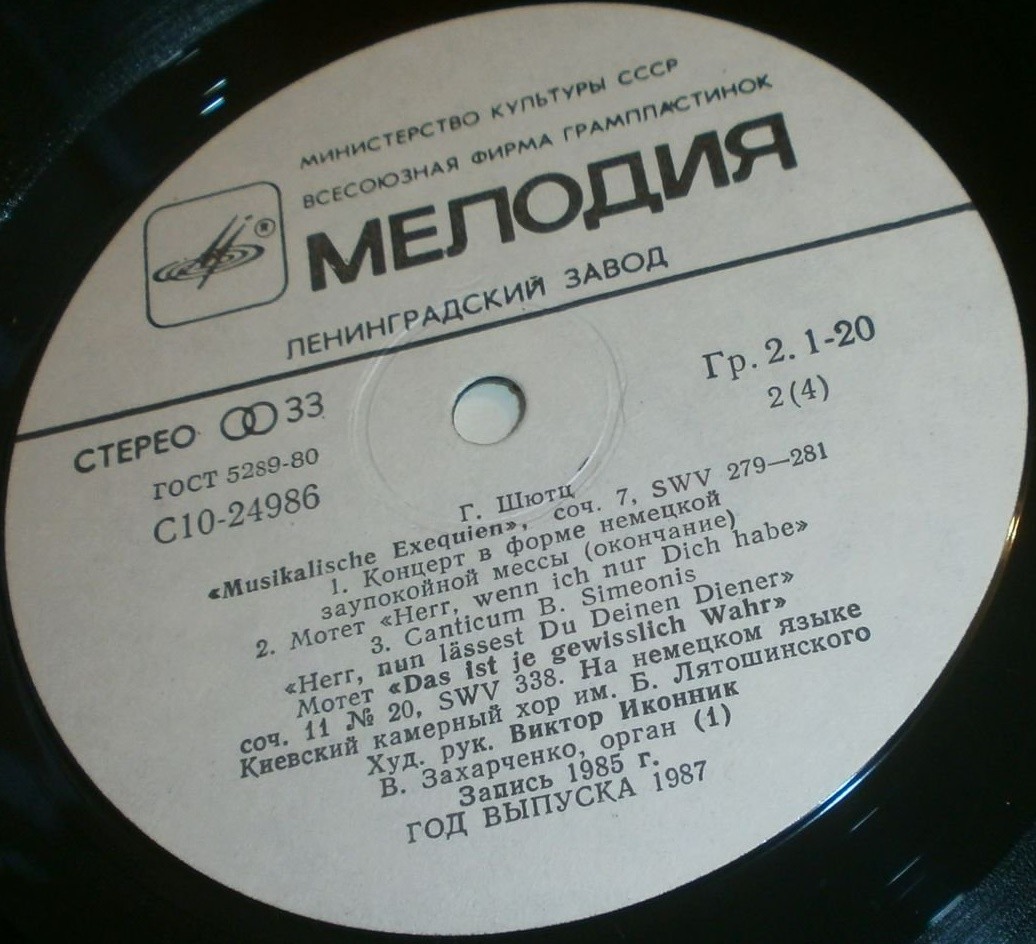 МИНИСТЕРСТВО КУЛЬТУРЫ СССР
ВСЕСОЮЗНАЯ ФИРМА ГРАМПЛАСТИНОК
МЕЛОДИЯ
®
ЛЕНИНГРАДСКИЙ ЗАВОД
СТЕРЕО 33
ГОСТ 5289-80
С10-24986
Гр. 2. 1-20
2(4)
Г. Шютц
«Musikalische Exequien», соч. 7, SWV 279—281
1. Концерт в форме немецкой
заупокойной мессы (окончание)
2. Мотет «Herr, wenn ich nur Dich habe»
3. Canticum B. Simeonis
«Herr, nun lässest Du Deinen Diener»
Мотет «Das ist je gewisslich Wahr»
соч. 11 № 20, SWV 338. На немецком языке
Киевский камерный хор им. Б. Лятошинского
Худ. рук. Виктор Иконник
В. Захарченко, орган (1)
Запись 1985 г.
ГОД ВЫПУСКА 1987